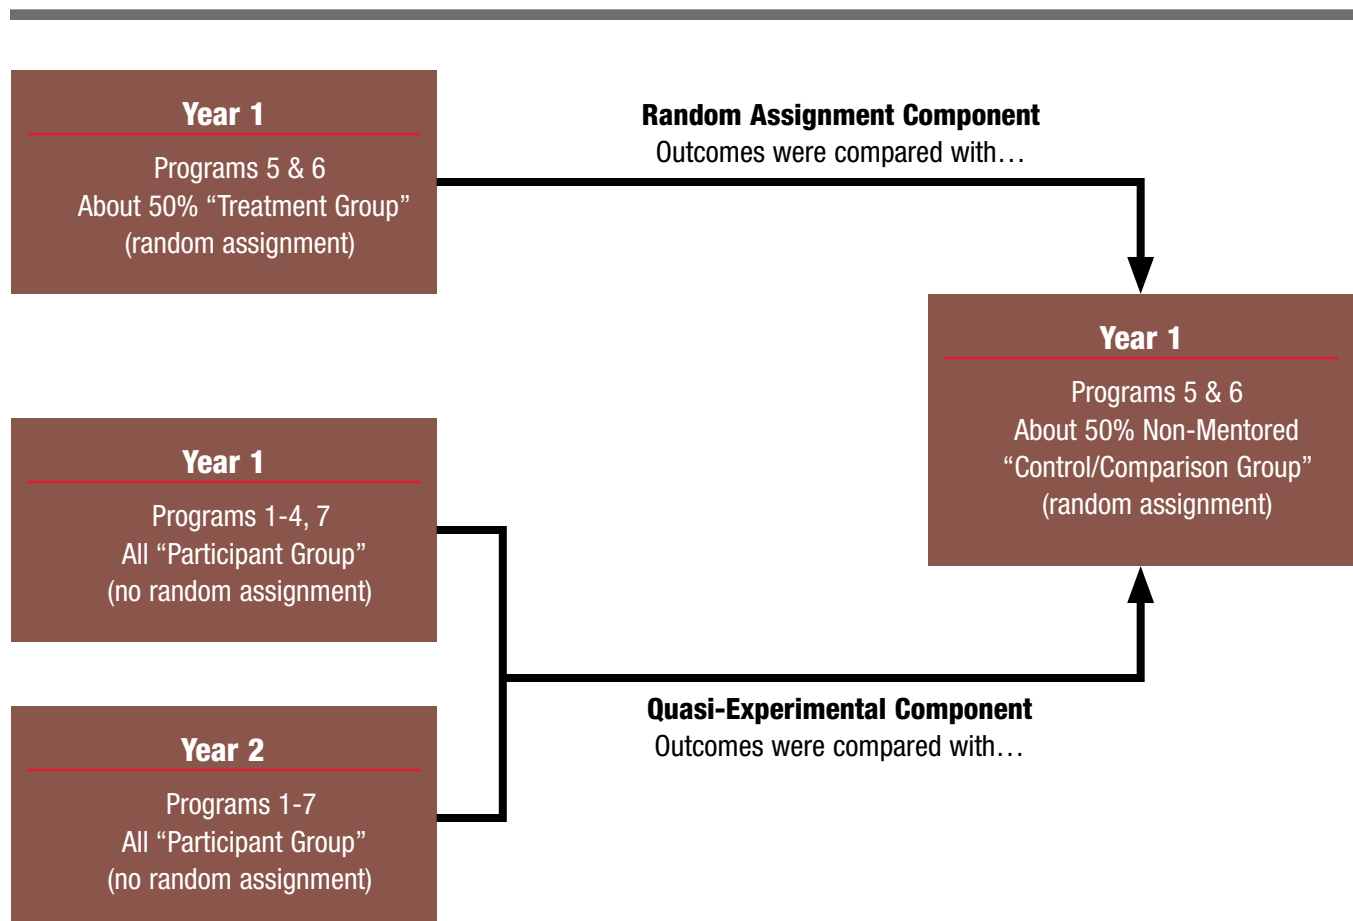 Year 1
Programs 5 & 6
About 50% “Treatment Group”
(random assignment)
Random Assignment Component
Outcomes were compared with…
Year 1
Programs 5 & 6
About 50% Non-Mentored
“Control/Comparison Group”
(random assignment)
Year 1
Programs 1-4, 7
All “Participant Group”
(no random assignment)
Quasi-Experimental Component
Outcomes were compared with…
Year 2
Programs 1-7
All “Participant Group”
(no random assignment)